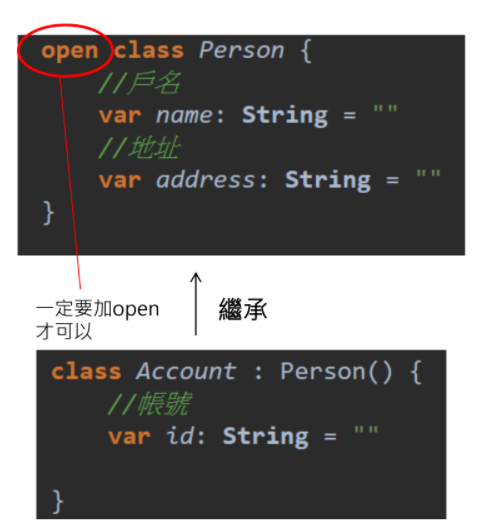 open class Person {
//戶名
var name: String = ""
//地址
var address: String = ""
}
一定要加open
才可以
繼承
class Account : Person() {
//帳號
var id: String = ""
}